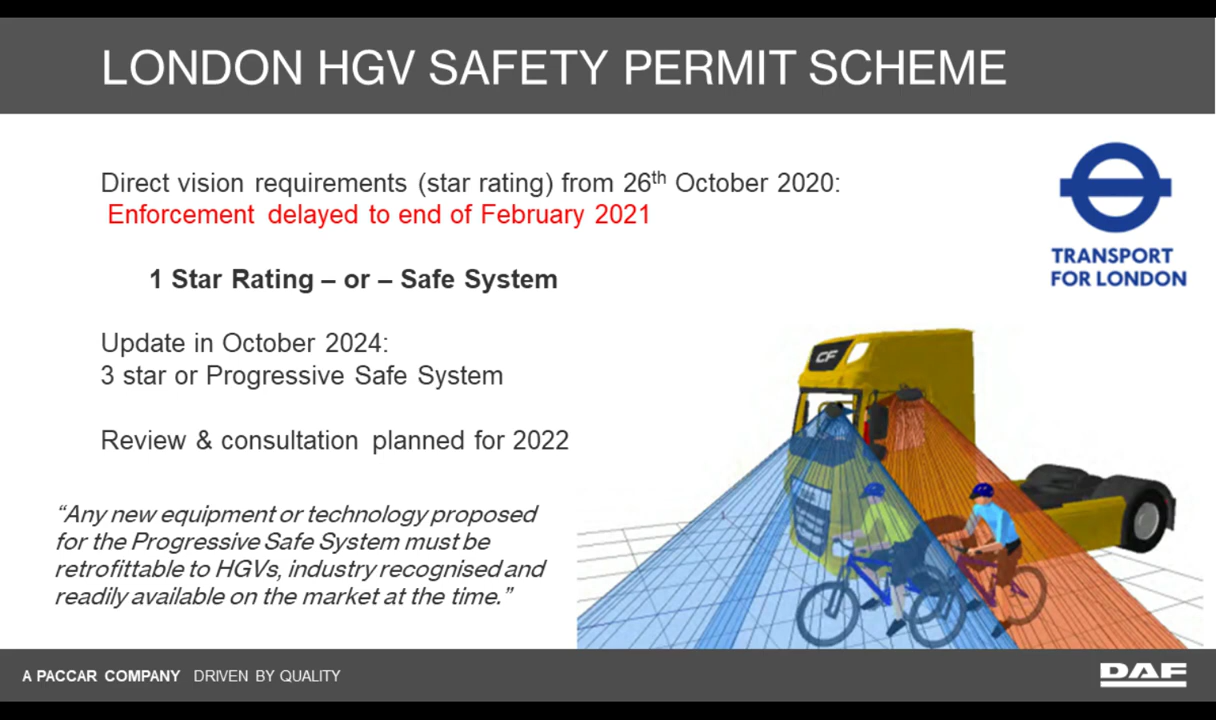 LONDON HGV SAFETY PERMIT SCHEME
Direct vision requirements (star rating) from 26th October 2020:
Enforcement delayed to end of February 2021
1 Star Rating – or – Safe System
Update in October 2024:
3 star or Progressive Safe System
Review & consultation planned for 2022
“Any new equipment or technology proposed
for the Progressive Safe System must be
retrofittable to HGVs, industry recognised and
readily available on the market at the time.”
TRANSPORT
FOR LONDON
CF
A PACCAR COMPANY DRIVEN BY QUALITY
DAF